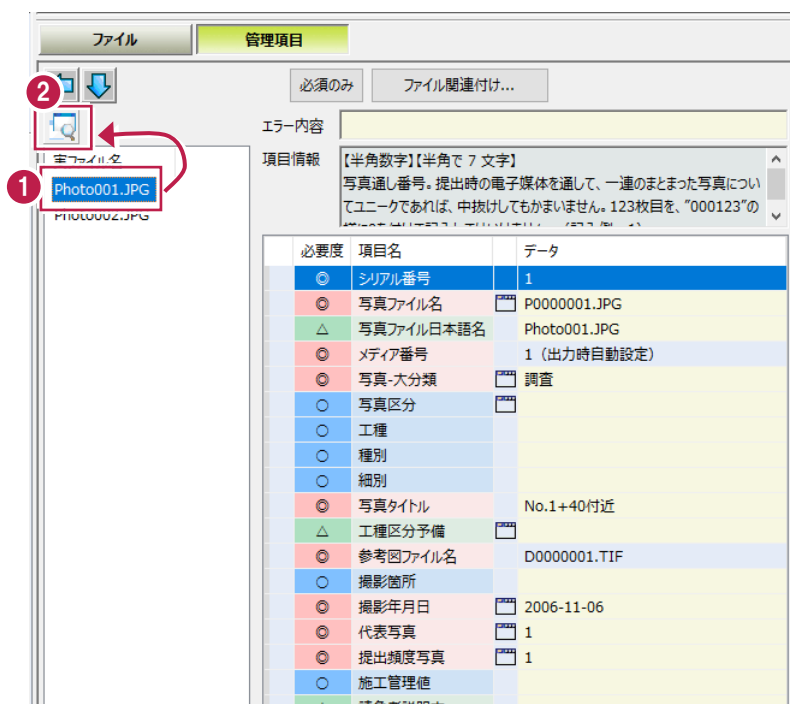 ファイル
管理項目
2
必須のみ
ファイル関連付け...
エラー内容
実ファイル名
項目情報
【半角数字】【半角で 7 文字】
写真通し番号。提出時の電子媒体を通して、一連のまとまった写真につい
てユニークであれば、中抜けしてもかまいません。123枚目を、"000123"の
1
Photo001.JPG
Photo002.JPG
必要度 項目名 データ
◎ シリアル番号 1
◎ 写真ファイル名 P0000001.JPG
△ 写真ファイル日本語名 Photo001.JPG
◎ メディア番号 1（出力時自動設定）
◎ 写真-大分類 調査
○ 写真区分
○ 工種
○ 種別
○ 細別
◎ 写真タイトル No.1+40付近
△ 工種区分予備
◎ 参考図ファイル名 D0000001.TIF
○ 撮影箇所
◎ 撮影年月日 2006-11-06
◎ 代表写真 1
◎ 提出頻度写真 1
○ 施工管理値